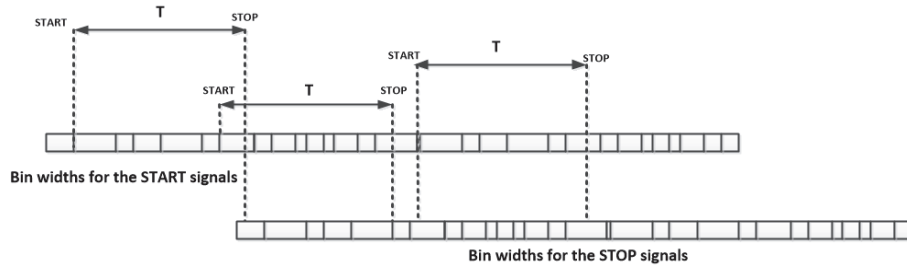 START T STOP
START T STOP
START T STOP
Bin widths for the START signals
Bin widths for the STOP signals